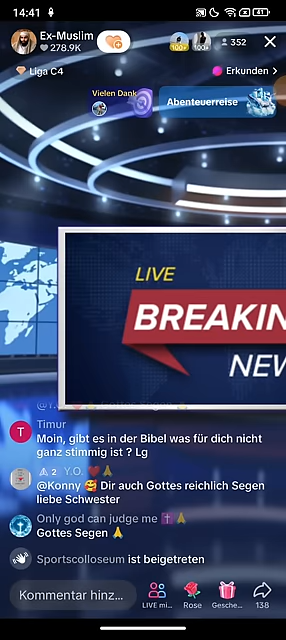 14:41
41
Ex-Muslim
278.9K
100+
100+
352
Liga C4
Erkunden >
Vielen Dank
Abenteuerreise
LIVE
BREAKIN
NEW
Timur
Moin, gibt es in der Bibel was für dich nicht
ganz stimmig ist ? Lg
2 Y.O. ❤️🙏
@Konny 🥰 Dir auch Gottes reichlich Segen
liebe Schwester
Only god can judge me ✝️🙏
Gottes Segen 🙏
Sportscolloseum ist beigetreten
Kommentar hinz...
LIVE mi...
Rose
Gesche...
138